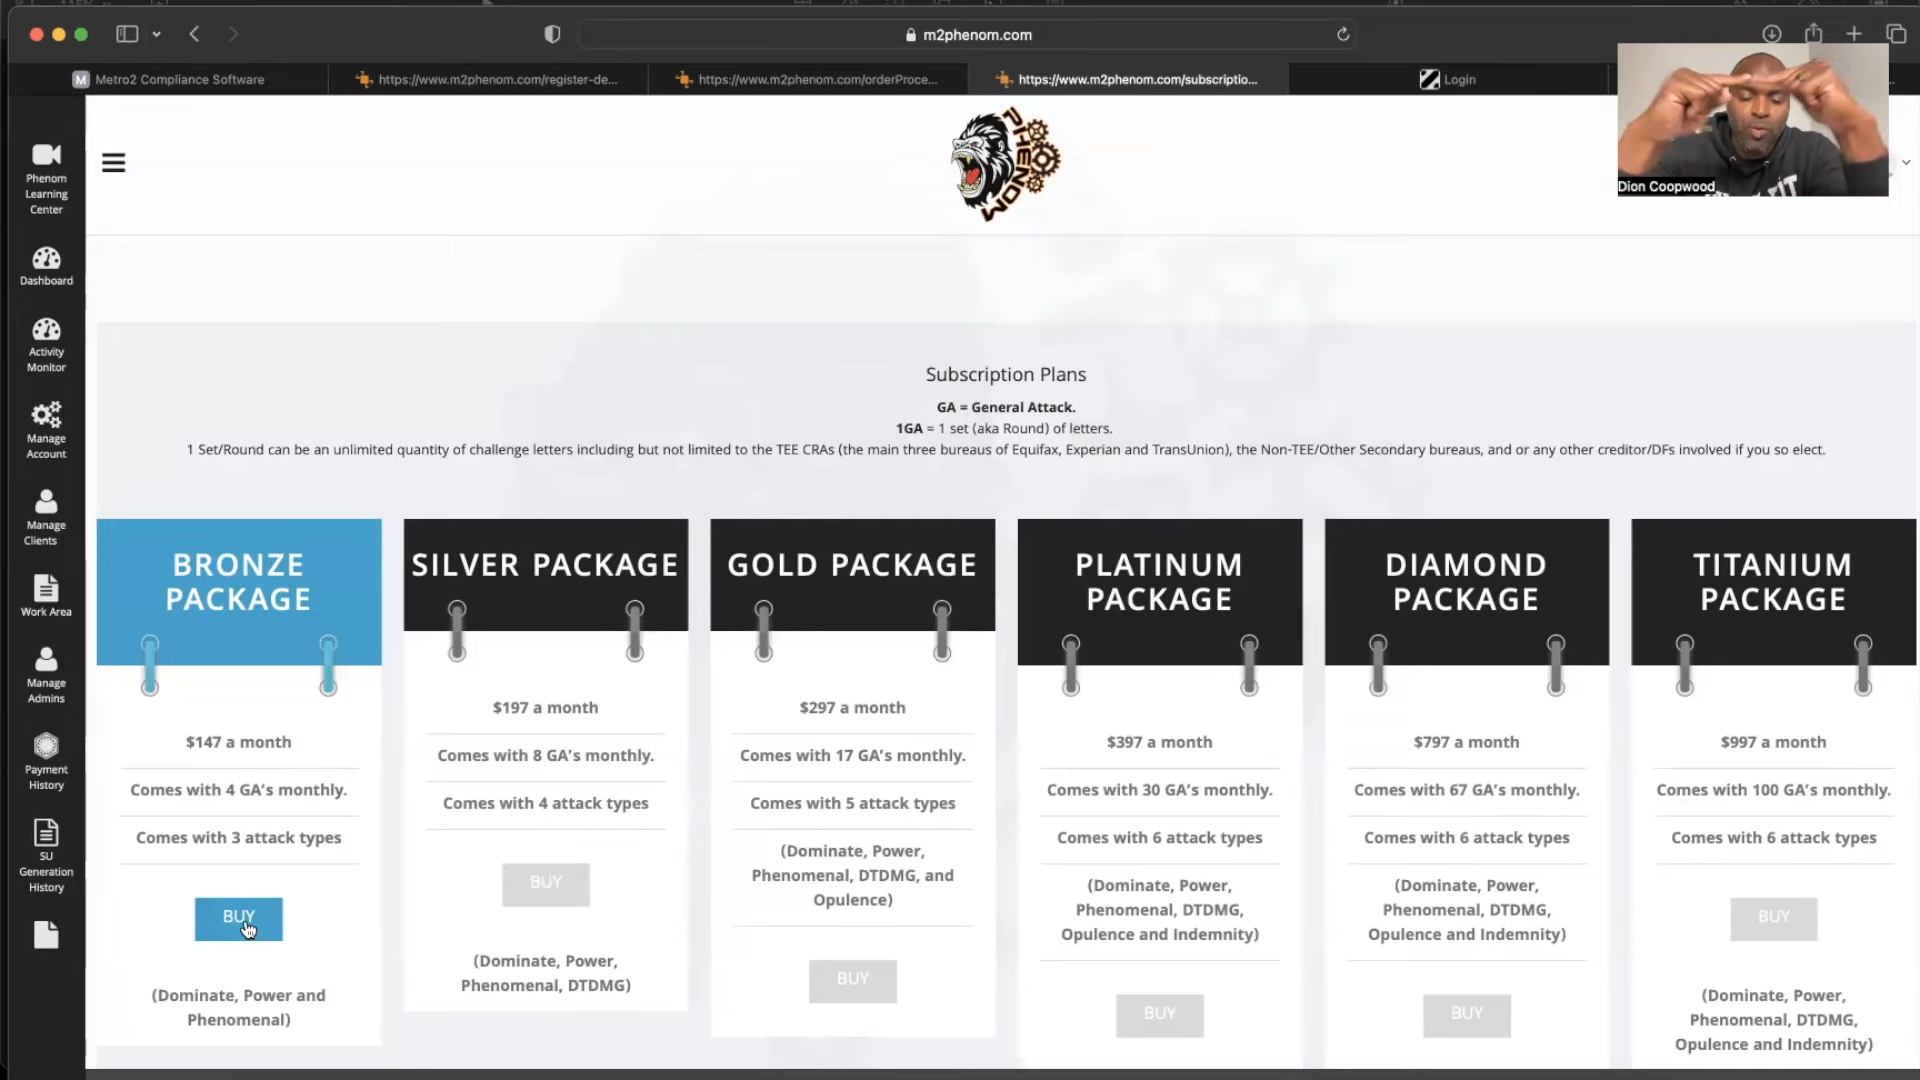 m2phenom.com
M Metro2 Compliance Software
https://www.m2phenom.com/register-de...
https://www.m2phenom.com/orderProce...
https://www.m2phenom.com/subscriptio...
Login
Dion Coopwood
PHENOM
Phenom
Learning
Center
Dashboard
Activity
Monitor
Manage
Account
Manage
Clients
Work Area
Manage
Admins
Payment
History
SU
Generation
History
Subscription Plans
GA = General Attack.
1GA = 1 set (aka Round) of letters.
1 Set/Round can be an unlimited quantity of challenge letters including but not limited to the TEE CRAs (the main three bureaus of Equifax, Experian and TransUnion), the Non-TEE/Other Secondary bureaus, and or any other creditor/DFs involved if you so elect.
BRONZE
PACKAGE
$147 a month
Comes with 4 GA's monthly.
Comes with 3 attack types
BUY
(Dominate, Power and
Phenomenal)
SILVER PACKAGE
$197 a month
Comes with 8 GA's monthly.
Comes with 4 attack types
BUY
(Dominate, Power,
Phenomenal, DTDMG)
GOLD PACKAGE
$297 a month
Comes with 17 GA's monthly.
Comes with 5 attack types
(Dominate, Power,
Phenomenal, DTDMG, and
Opulence)
BUY
PLATINUM
PACKAGE
$397 a month
Comes with 30 GA's monthly.
Comes with 6 attack types
(Dominate, Power,
Phenomenal, DTDMG,
Opulence and Indemnity)
BUY
DIAMOND
PACKAGE
$797 a month
Comes with 67 GA's monthly.
Comes with 6 attack types
(Dominate, Power,
Phenomenal, DTDMG,
Opulence and Indemnity)
BUY
TITANIUM
PACKAGE
$997 a month
Comes with 100 GA's monthly.
Comes with 6 attack types
BUY
(Dominate, Power,
Phenomenal, DTDMG,
Opulence and Indemnity)